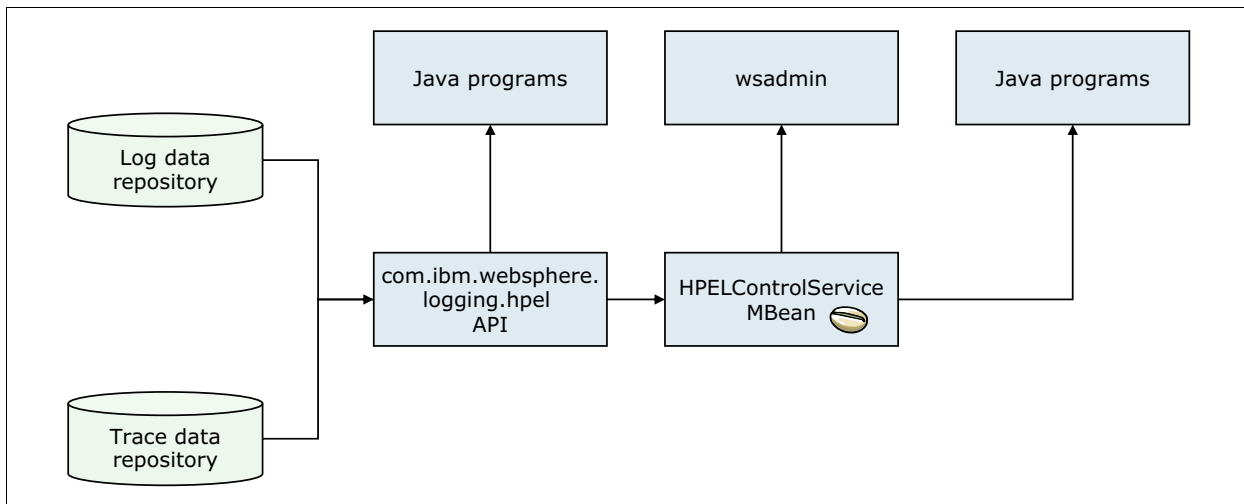 Java programs
wsadmin
Java programs
Log data
repository
com.ibm.websphere.
logging.hpel
API
HPELControlService
MBean
Trace data
repository